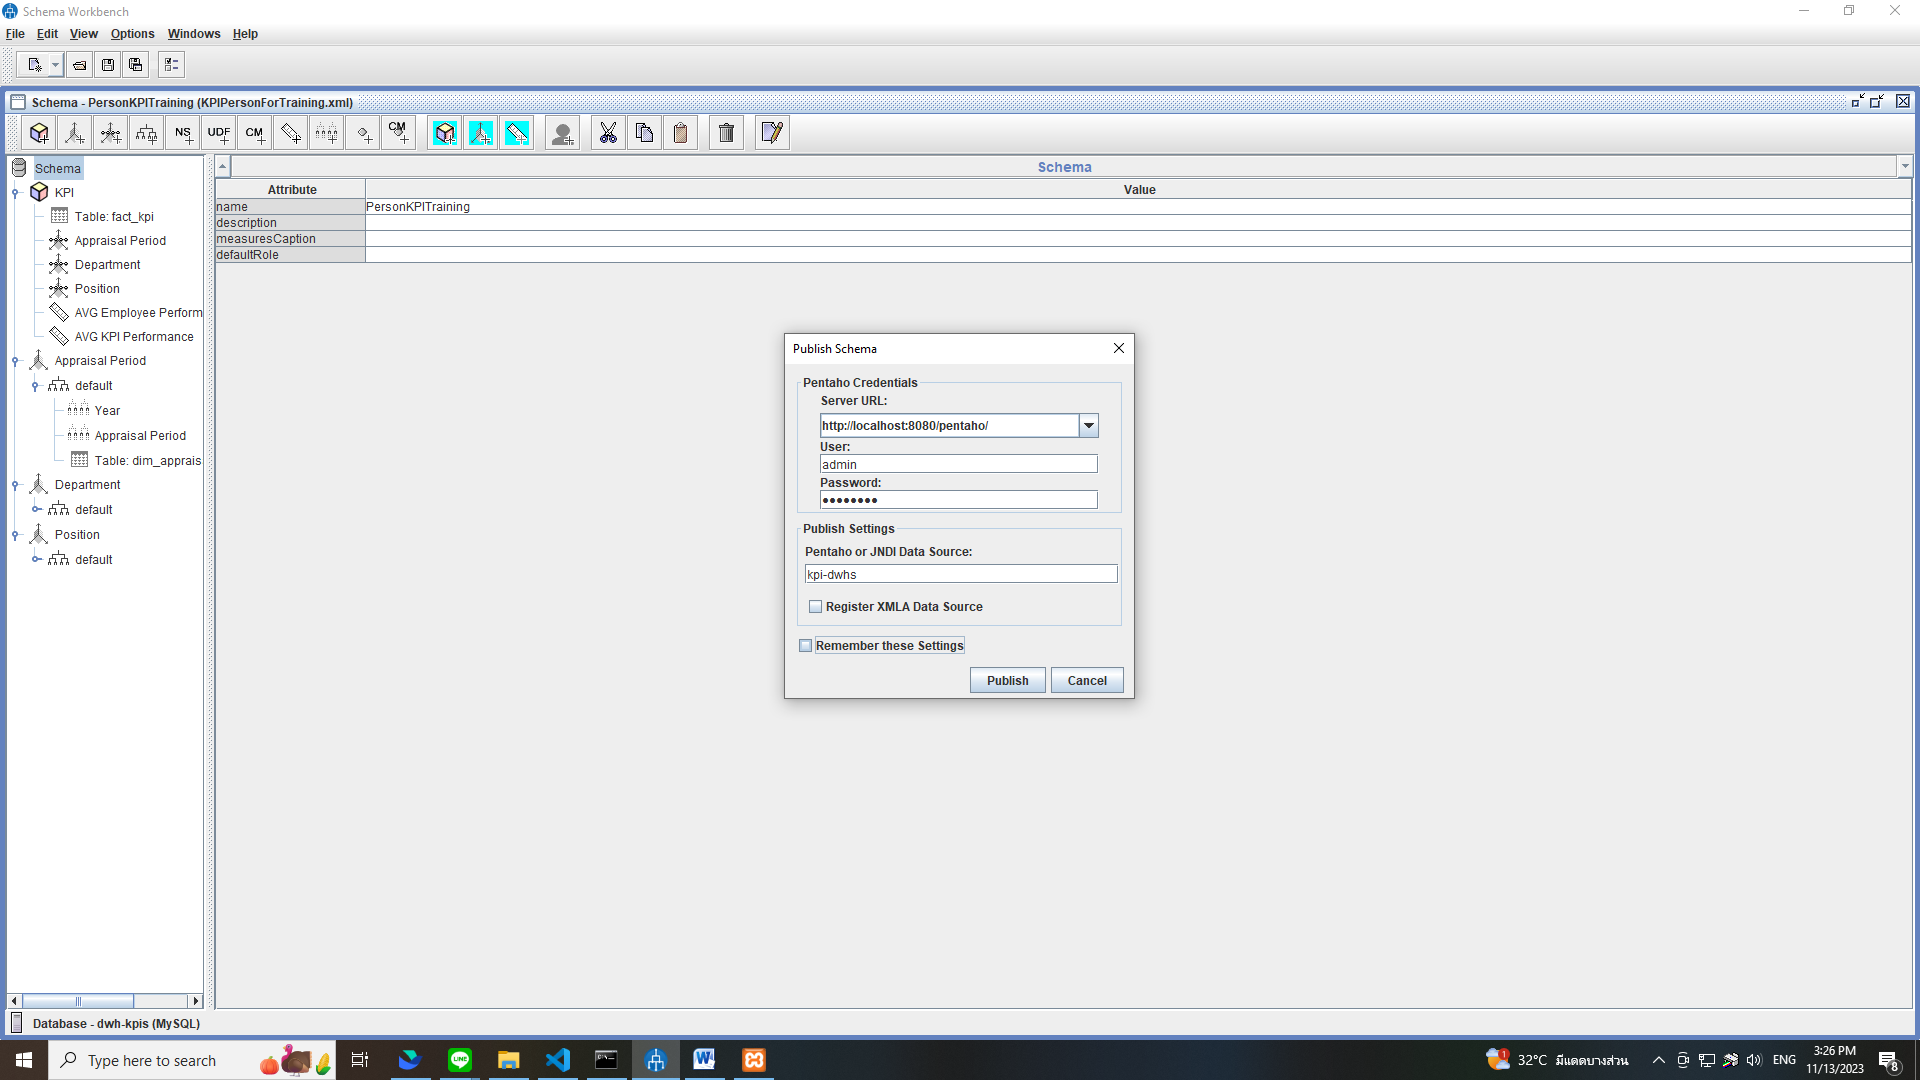 Schema Workbench
File Edit View Options Windows Help
Schema - PersonKPITraining (KPIPersonForTraining.xml)
NS UDF CM CM
Schema
KPI
Table: fact_kpi
Appraisal Period
Department
Position
AVG Employee Perform
AVG KPI Performance
Appraisal Period
default
Year
Appraisal Period
Table: dim_apprais
Department
default
Position
default
Schema
Attribute Value
name PersonKPITraining
description
measuresCaption
defaultRole
Publish Schema
Pentaho Credentials
Server URL:
http://localhost:8080/pentaho/
User:
admin
Password:
••••••••
Publish Settings
Pentaho or JNDI Data Source:
kpi-dwhs
Register XMLA Data Source
Remember these Settings
Publish Cancel
Database - dwh-kpis (MySQL)
Type here to search
LINE
W
1
32°C มีแดดบางส่วน
ENG
3:26 PM
11/13/2023
8